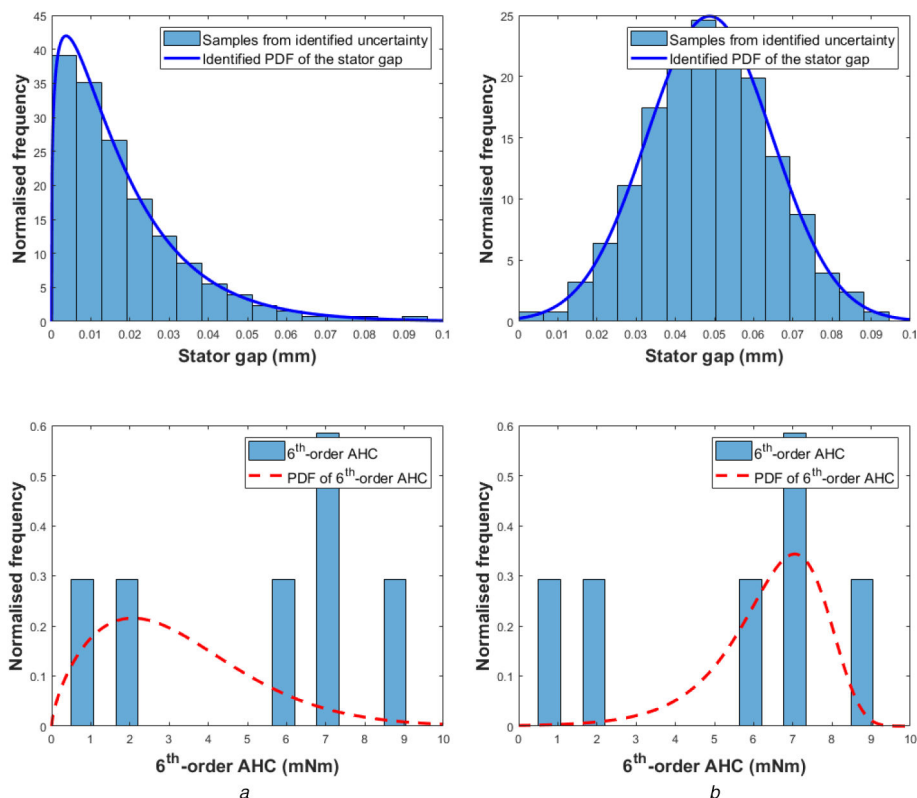 45
40
35
30
25
20
15
10
5
0
Normalised frequency
Samples from identified uncertainty
Identified PDF of the stator gap
0 0.01 0.02 0.03 0.04 0.05 0.06 0.07 0.08 0.09 0.1
Stator gap (mm)
25
20
15
10
5
0
Normalised frequency
Samples from identified uncertainty
Identified PDF of the stator gap
0 0.01 0.02 0.03 0.04 0.05 0.06 0.07 0.08 0.09 0.1
Stator gap (mm)
0.6
0.5
0.4
0.3
0.2
0.1
0
Normalised frequency
6th-order AHC
PDF of 6th-order AHC
0 1 2 3 4 5 6 7 8 9 10
6th-order AHC (mNm)
a
0.6
0.5
0.4
0.3
0.2
0.1
0
Normalised frequency
6th-order AHC
PDF of 6th-order AHC
0 1 2 3 4 5 6 7 8 9 10
6th-order AHC (mNm)
b